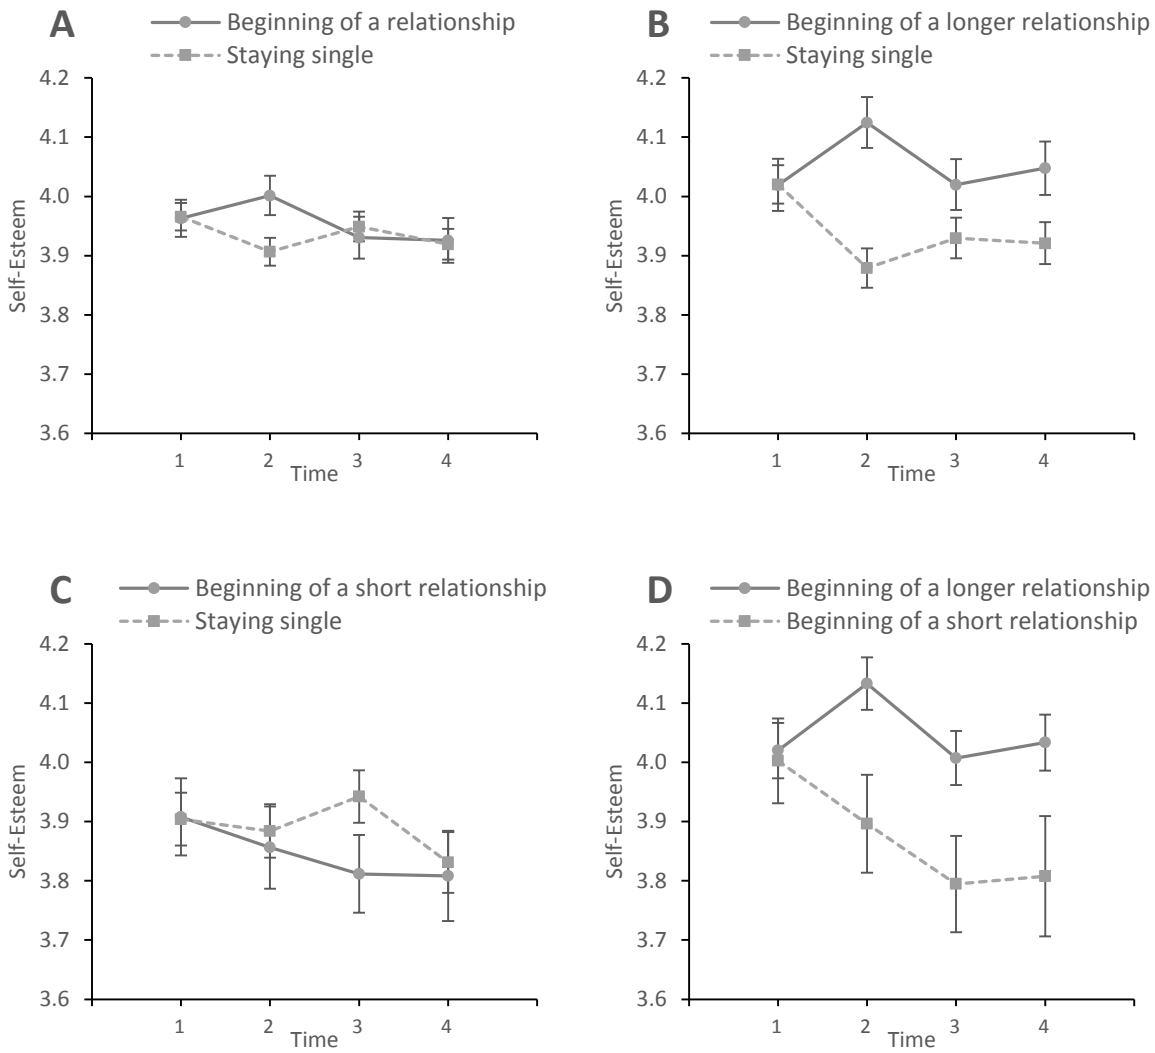 A
Beginning of a relationship
Staying single
4.2
4.1
4.0
3.9
3.8
3.7
3.6
Self-Esteem
1 2 3 4
Time
B
Beginning of a longer relationship
Staying single
4.2
4.1
4.0
3.9
3.8
3.7
3.6
Self-Esteem
1 2 3 4
Time
C
Beginning of a short relationship
Staying single
4.2
4.1
4.0
3.9
3.8
3.7
3.6
Self-Esteem
1 2 3 4
Time
D
Beginning of a longer relationship
Beginning of a short relationship
4.2
4.1
4.0
3.9
3.8
3.7
3.6
Self-Esteem
1 2 3 4
Time